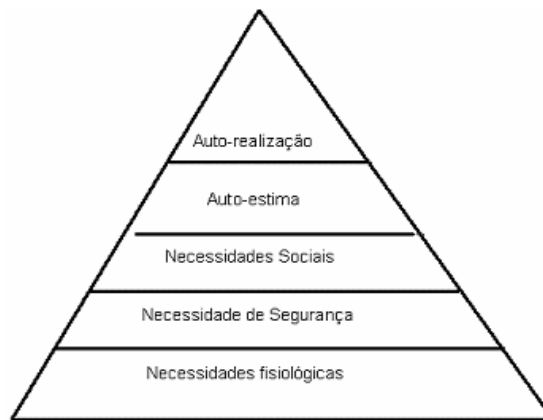 Auto-realização
Auto-estima
Necessidades Sociais
Necessidade de Segurança
Necessidades fisiológicas